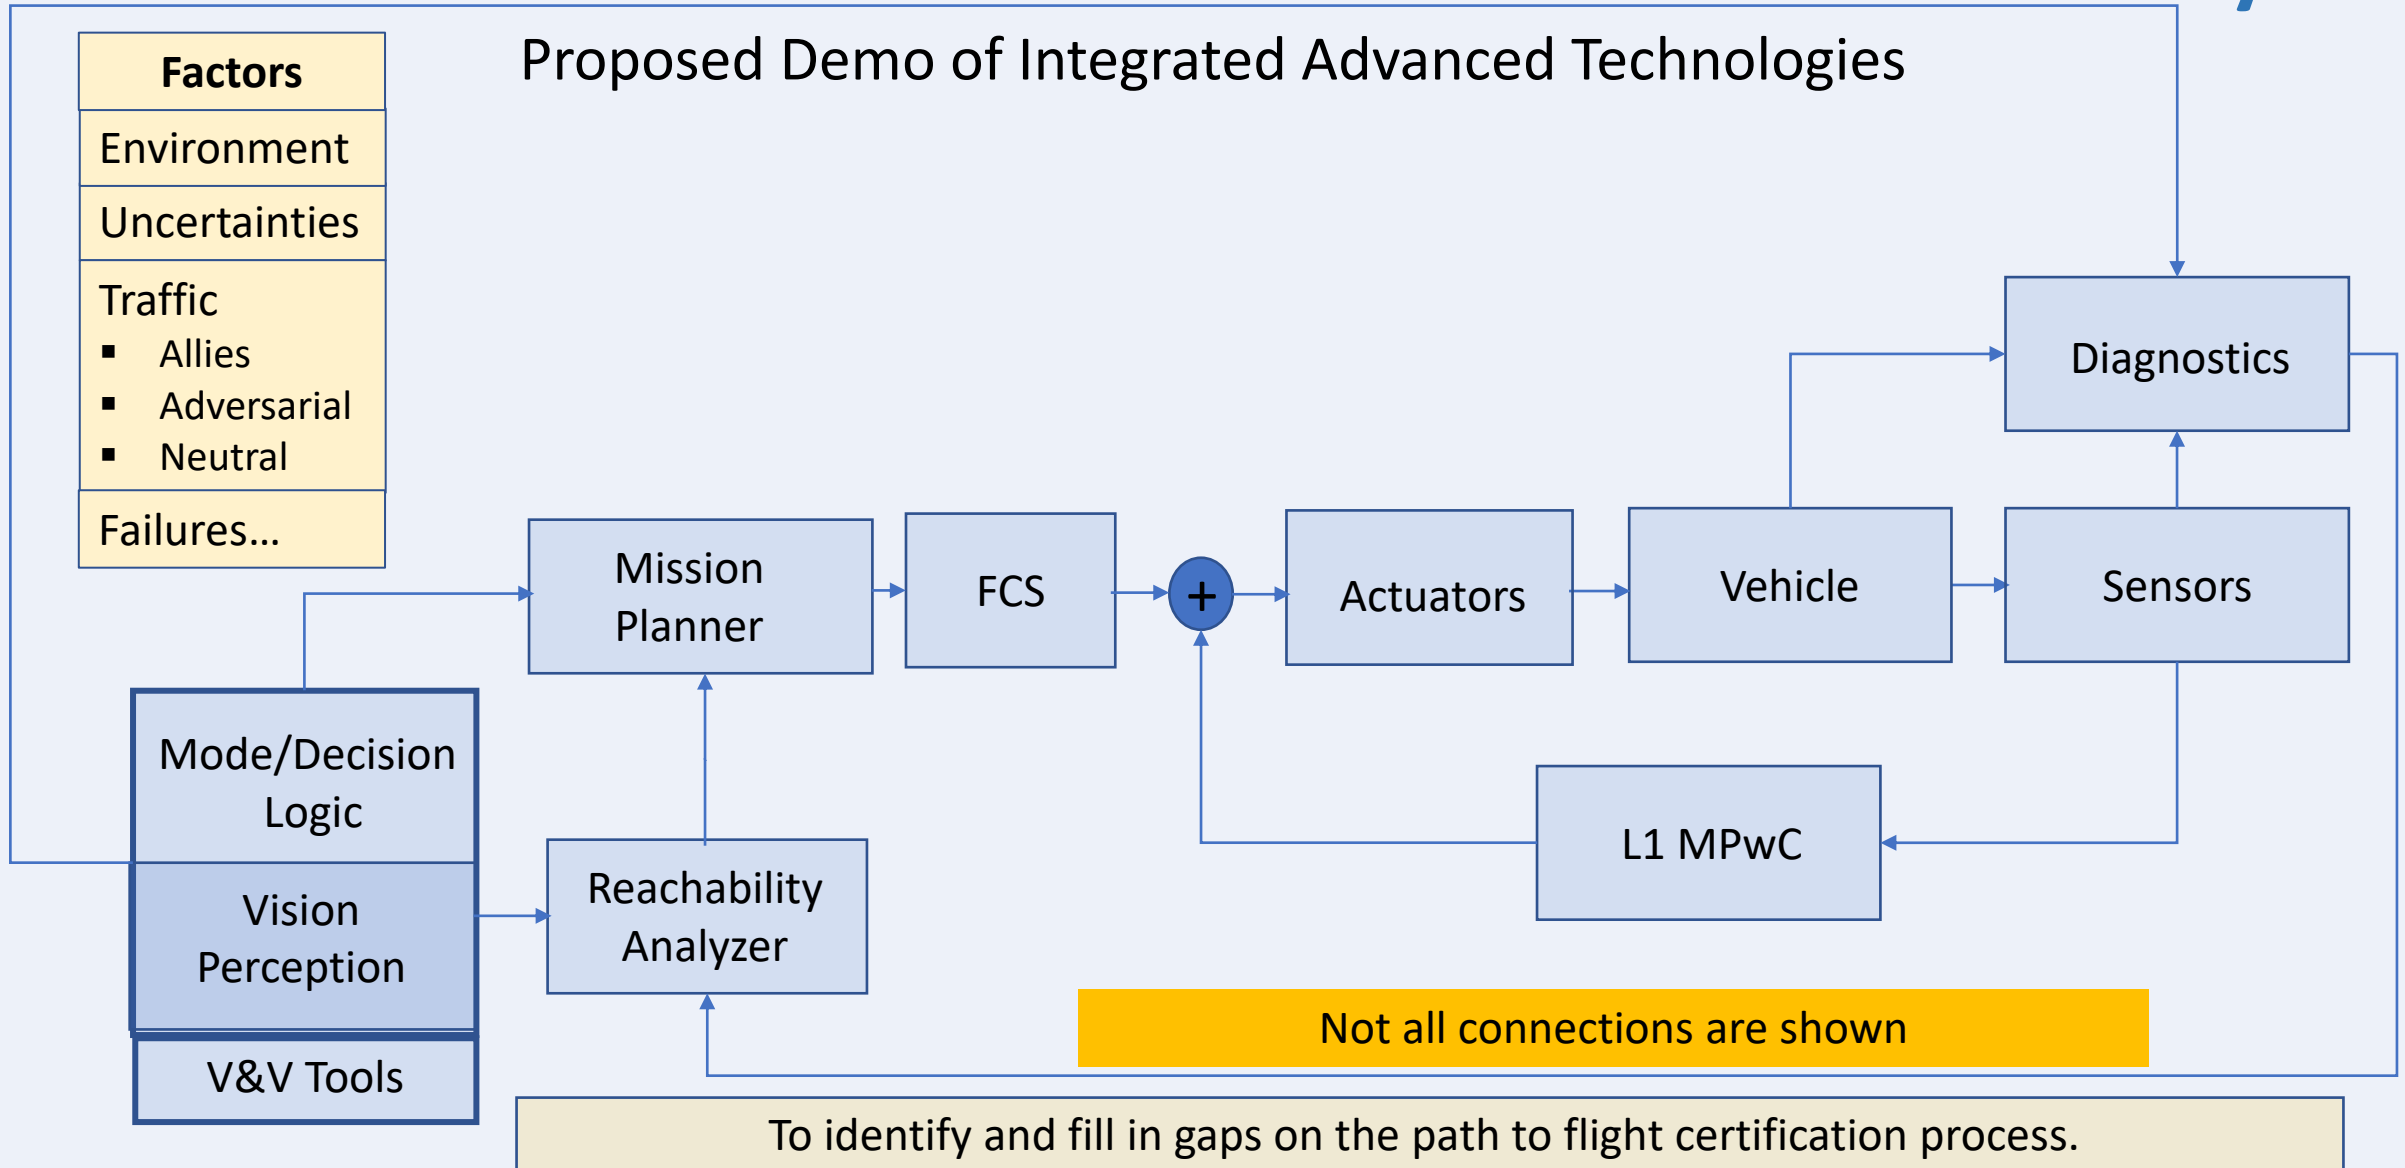 Proposed Demo of Integrated Advanced Technologies
Factors
Environment
Uncertainties
Traffic
▪ Allies
▪ Adversarial
▪ Neutral
Failures...
Diagnostics
Mission
Planner
FCS
+
Actuators
Vehicle
Sensors
Mode/Decision
Logic
Vision
Perception
V&V Tools
Reachability
Analyzer
L1 MPwC
Not all connections are shown
To identify and fill in gaps on the path to flight certification process.